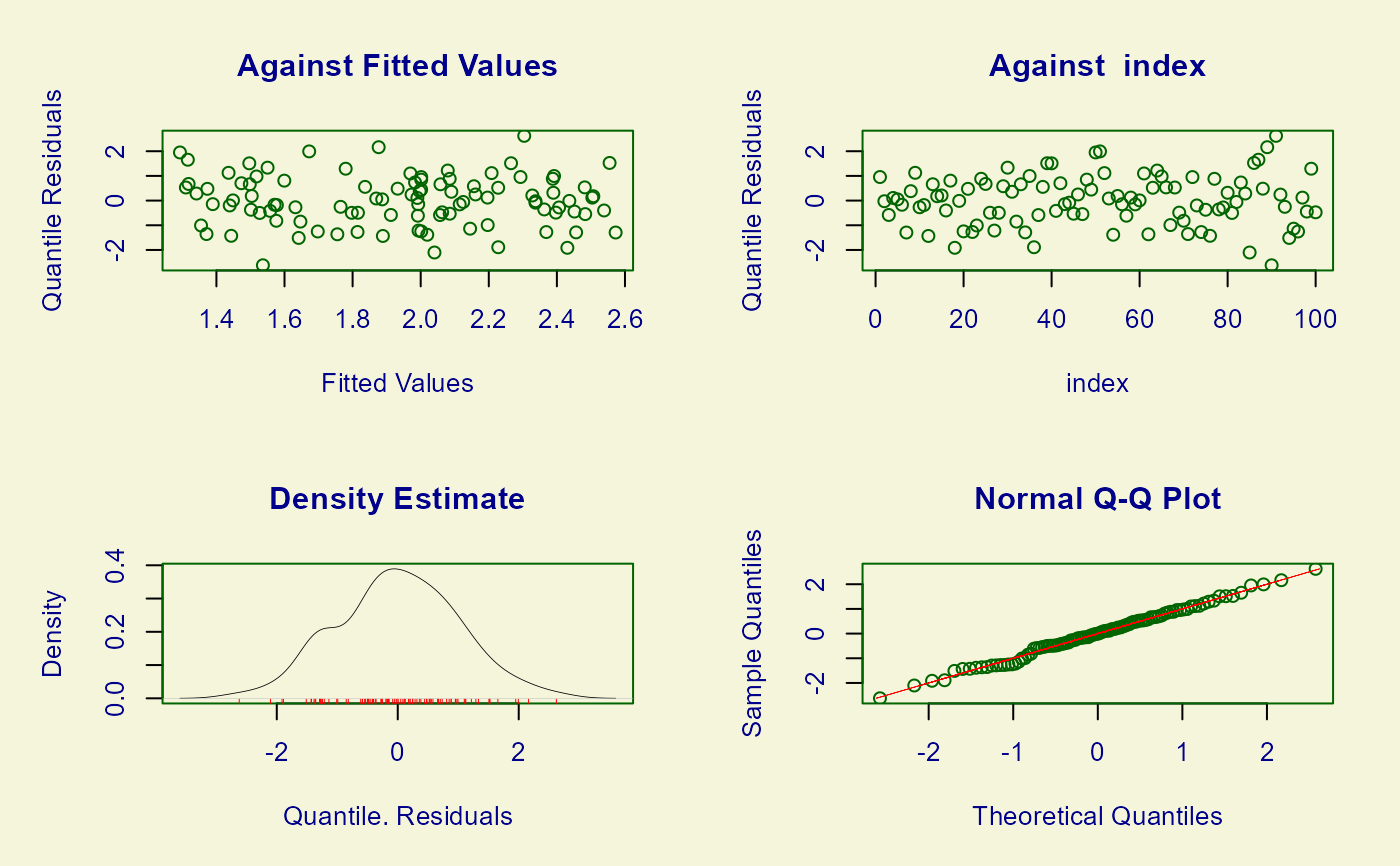 Against Fitted Values
Quantile Residuals
2
0
-2
1.4 1.6 1.8 2.0 2.2 2.4 2.6
Fitted Values
Against  index
Quantile Residuals
2
0
-2
0 20 40 60 80 100
index
Density Estimate
Density
0.4
0.2
0.0
-2 0 2
Quantile. Residuals
Normal Q-Q Plot
Sample Quantiles
2
0
-2
-2 -1 0 1 2
Theoretical Quantiles